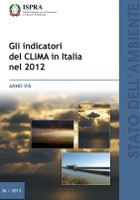 ISPRA
Gli indicatori
del CLIMA in Italia
nel 2012
ANNO VIII
STATO DELL'AMBIENTE
36 / 2013